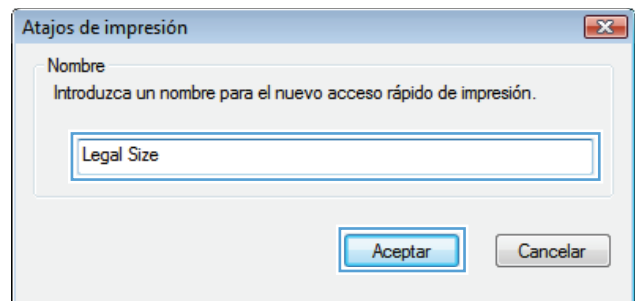 Atajos de impresión
Nombre
Introduzca un nombre para el nuevo acceso rápido de impresión.
Legal Size
Aceptar
Cancelar